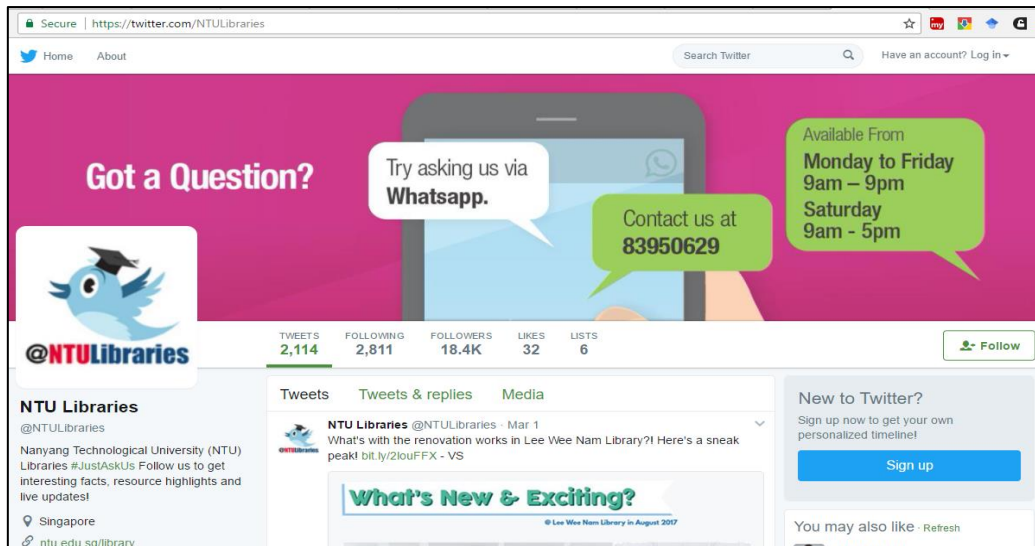 Secure | https://twitter.com/NTULibraries
my
Home About
Search Twitter
Have an account? Log in
Got a Question?
Try asking us via
Whatsapp.
Contact us at
83950629
Available From
Monday to Friday
9am – 9pm
Saturday
9am - 5pm
@NTULibraries
TWEETS FOLLOWING FOLLOWERS LIKES LISTS
2,114 2,811 18.4K 32 6
Follow
NTU Libraries
@NTULibraries
Nanyang Technological University (NTU)
Libraries #JustAskUs Follow us to get
interesting facts, resource highlights and
live updates!
Singapore
ntu.edu.sg/library
Tweets Tweets & replies Media
@NTULibraries
NTU Libraries @NTULibraries · Mar 1
What's with the renovation works in Lee Wee Nam Library?! Here's a sneak
peak! bit.ly/2louFFX - VS
What's New & Exciting?
@ Lee Wee Nam Library in August 2017
New to Twitter?
Sign up now to get your own
personalized timeline!
Sign up
You may also like · Refresh